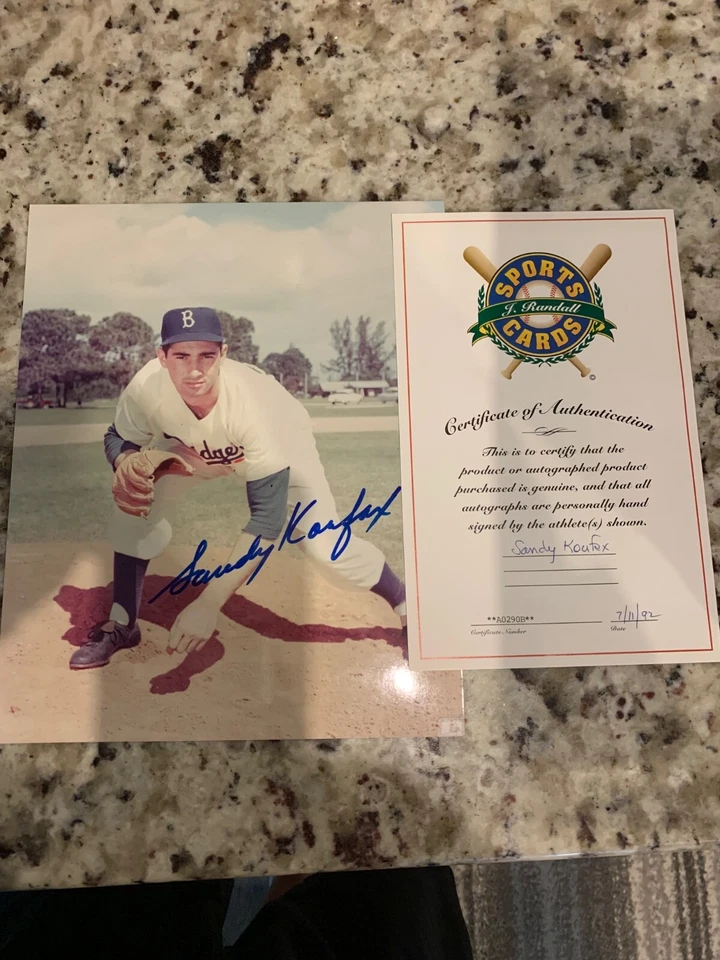 B
Dodgers
Sandy Koufax
SPORTS
J. Randall
CARDS
©
Certificate of Authentication
This is to certify that the
product or autographed product
purchased is genuine, and that all
autographs are personally hand
signed by the athlete(s) shown.
Sandy Koufax
**A0290B** 7/11/92
Certificate Number Date